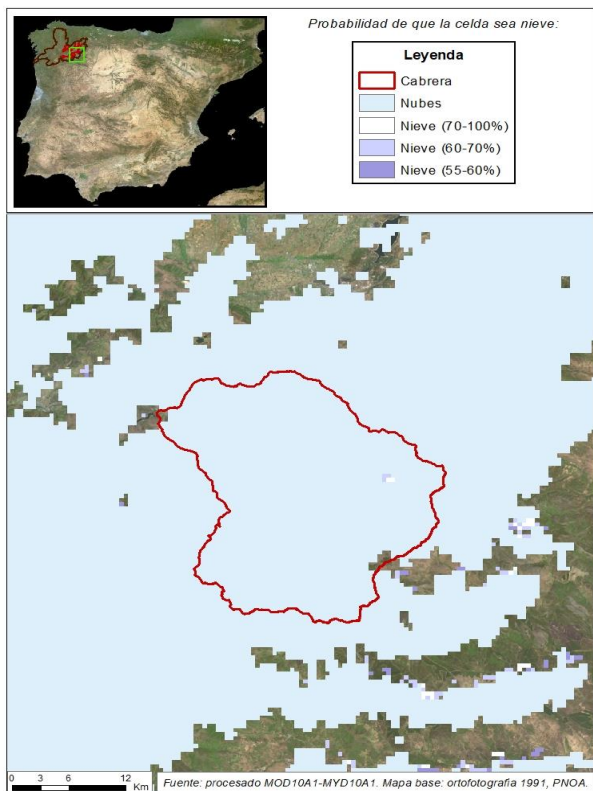 Probabilidad de que la celda sea nieve:
Leyenda
Cabrera
Nubes
Nieve (70-100%)
Nieve (60-70%)
Nieve (55-60%)
0 3 6 12
Km
Fuente: procesado MOD10A1-MYD10A1. Mapa base: ortofotografia 1991, PNOA.